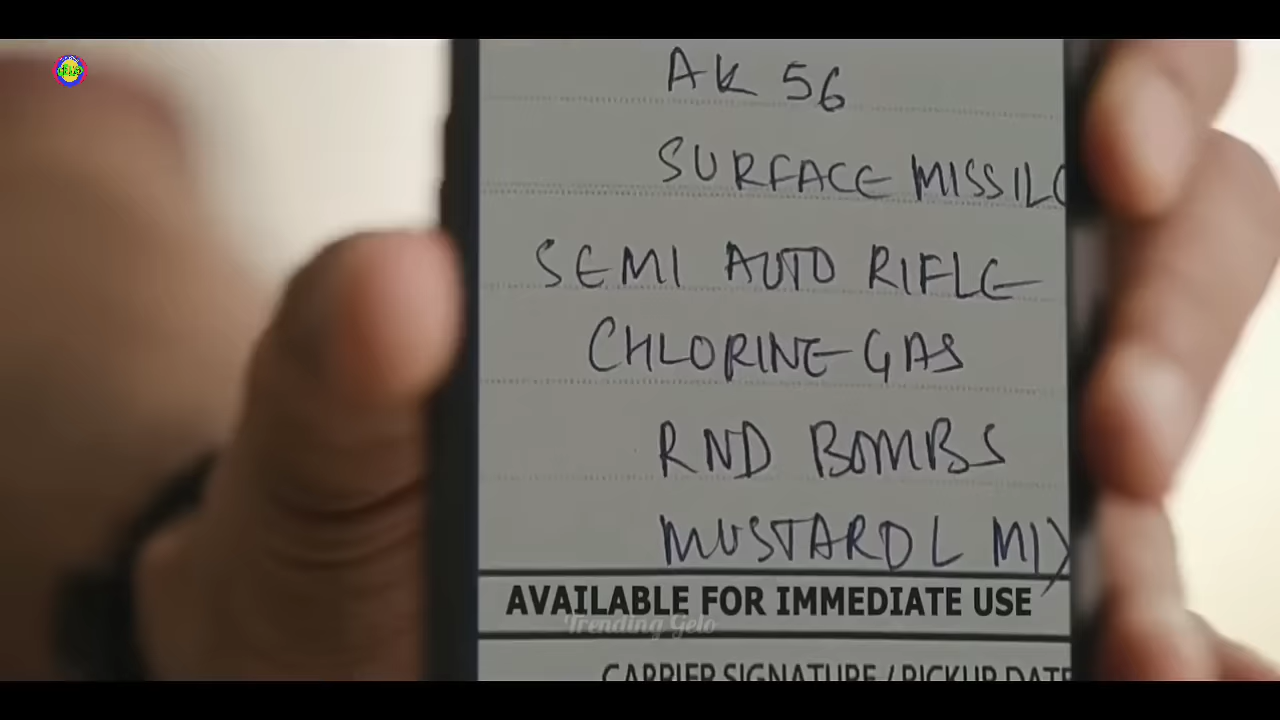 AK 56
SURFACE MISSILE
SEMI AUTO RIFLE
CHLORINE GAS
RND BOMBS
MUSTARD L MIX
AVAILABLE FOR IMMEDIATE USE
Trending Gelo
CARRIER SIGNATURE / PICKUP DATE